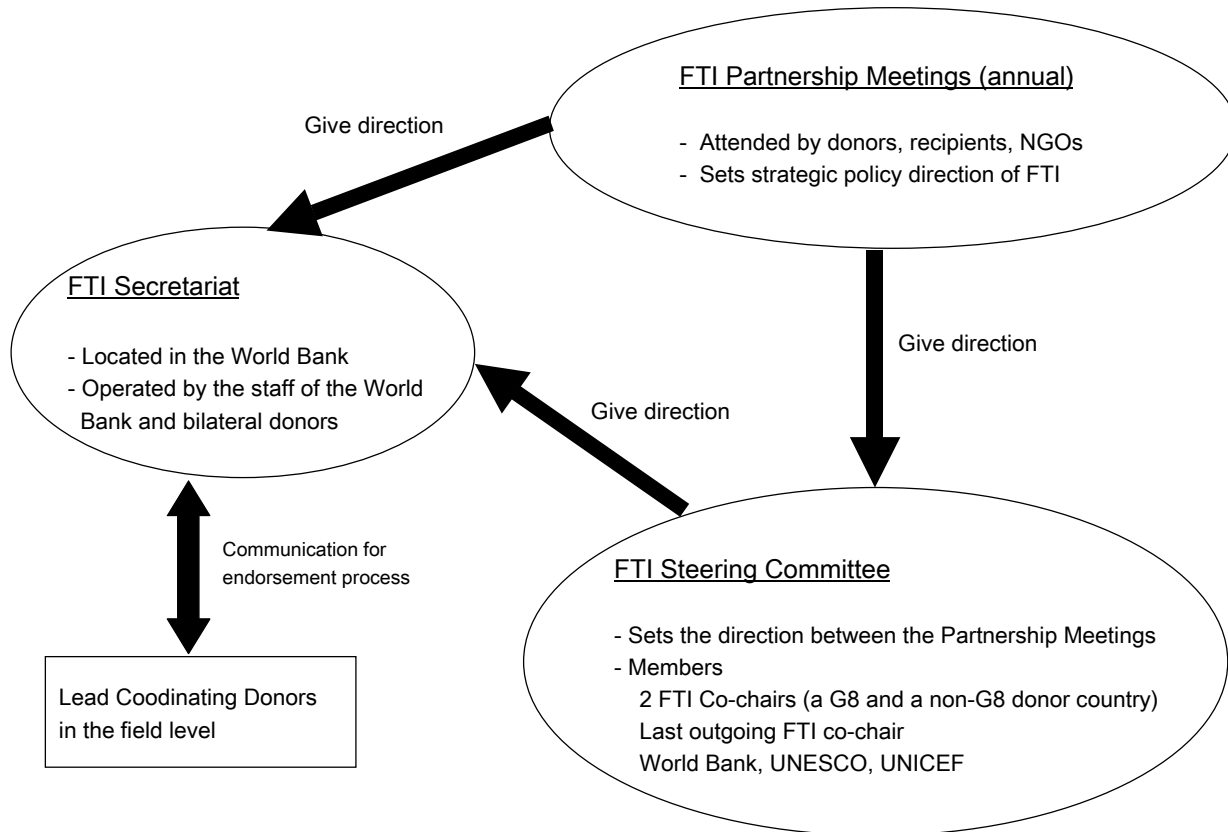 FTI Partnership Meetings (annual)
- Attended by donors, recipients, NGOs
- Sets strategic policy direction of FTI
Give direction
FTI Secretariat
- Located in the World Bank
- Operated by the staff of the World
Bank and bilateral donors
Give direction
Give direction
Communication for
endorsement process
Lead Coodinating Donors
in the field level
FTI Steering Committee
- Sets the direction between the Partnership Meetings
- Members
2 FTI Co-chairs (a G8 and a non-G8 donor country)
Last outgoing FTI co-chair
World Bank, UNESCO, UNICEF